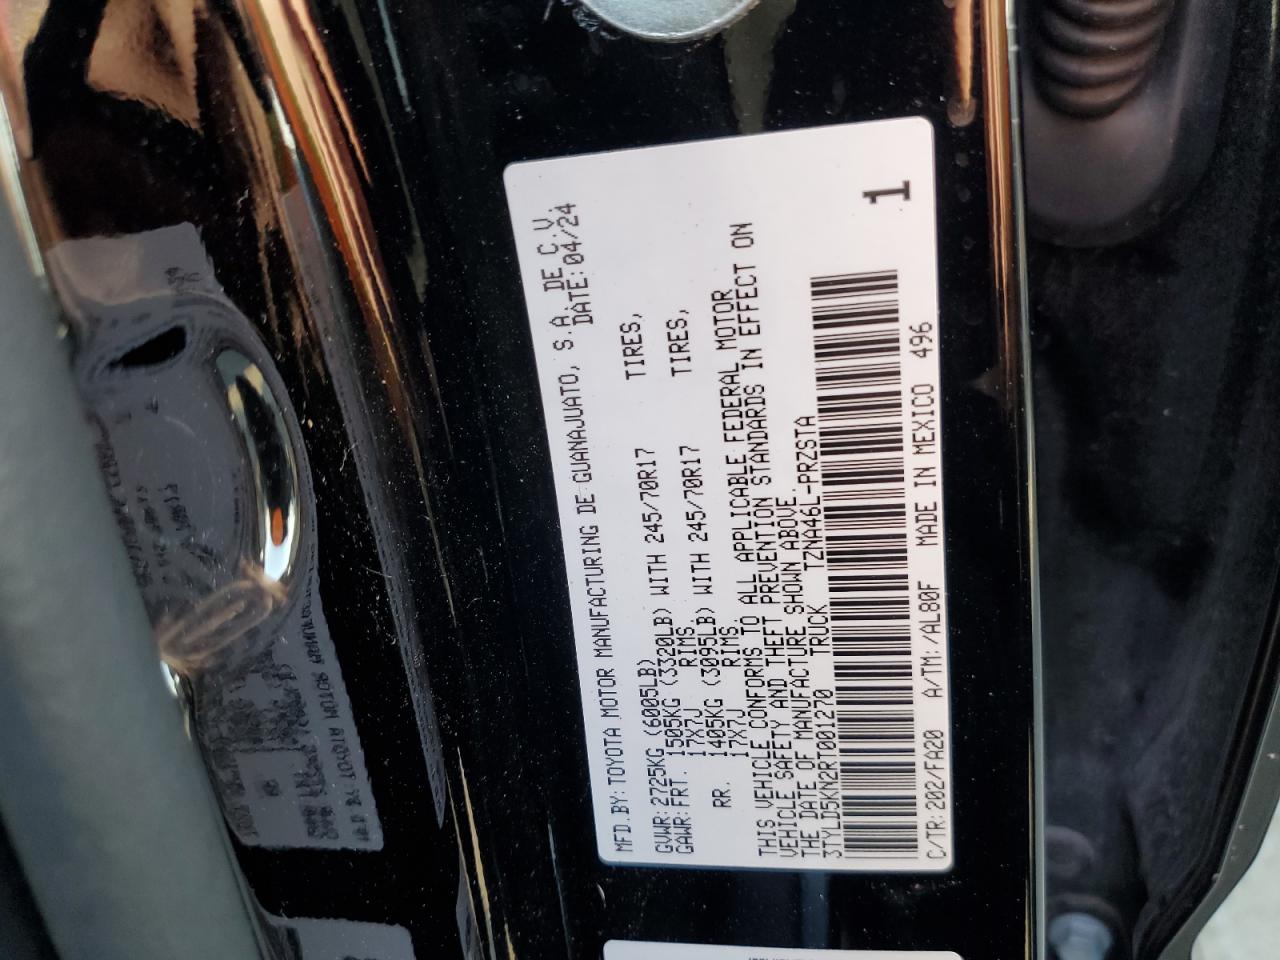 MFD.BY:TOYOTA MOTOR MANUFACTURING DE GUANAJUATO, S.A. DE C.V.
DATE:04/24
GVWR:2725KG (6005LB)
GAWR:FRT. 1505KG (3320LB) WITH 245/70R17 TIRES,
17X7J RIMS.
RR. 1405KG (3095LB) WITH 245/70R17 TIRES,
17X7J RIMS.
THIS VEHICLE CONFORMS TO ALL APPLICABLE FEDERAL MOTOR
VEHICLE SAFETY AND THEFT PREVENTION STANDARDS IN EFFECT ON
THE DATE OF MANUFACTURE SHOWN ABOVE.
3TYLD5KN2RT001270 TRUCK TZNA46L-PRZSTA
1
C/TR:202/FA20 A/TM:/AL80F MADE IN MEXICO 496